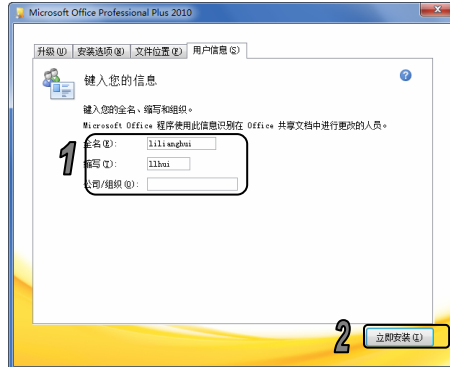 Microsoft Office Professional Plus 2010
升级(U) 安装选项(N) 文件位置(F) 用户信息(S)
键入您的信息
键入您的全名、缩写和组织。
Microsoft Office 程序使用此信息识别在 Office 共享文档中进行更改的人员。
1
全名(F): lilianghui
缩写(I): llhui
公司/组织(O):
2 立即安装(I)